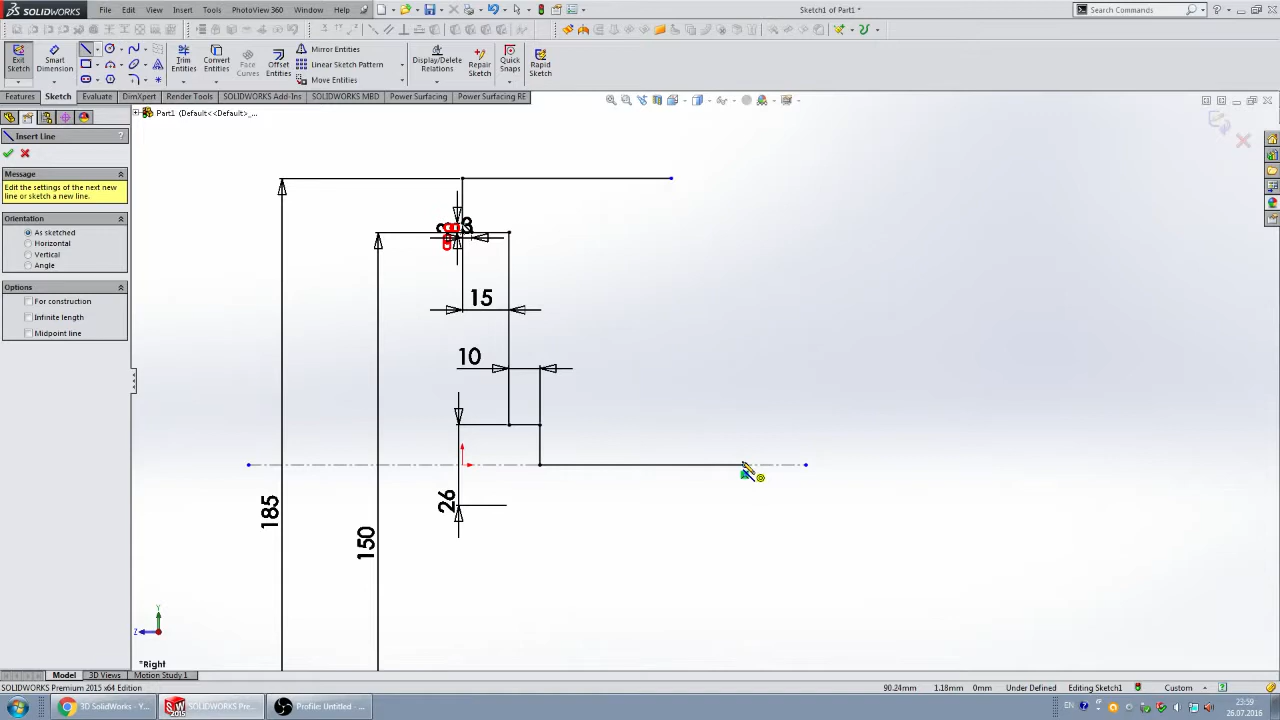 SOLIDWORKS
File
Edit
View
Insert
Tools
PhotoView 360
Window
Help
Sketch1 of Part1 *
Search Commands
Exit Sketch
Smart Dimension
Trim Entities
Convert Entities
Face Curves
Offset Entities
Mirror Entities
Linear Sketch Pattern
Move Entities
Display/Delete Relations
Repair Sketch
Quick Snaps
Rapid Sketch
Features
Sketch
Evaluate
DimXpert
Render Tools
SOLIDWORKS Add-Ins
SOLIDWORKS MBD
Power Surfacing
Power Surfacing RE
Part1 (Default<<Default>_...
Insert Line
?
Message
Edit the settings of the next new
line or sketch a new line.
Orientation
As sketched
Horizontal
Vertical
Angle
Options
For construction
Infinite length
Midpoint line
3
15
10
26
185
150
Y
Z
*Right
Model
3D Views
Motion Study 1
SOLIDWORKS Premium 2015 x64 Edition
90.24mm
1.18mm
0mm
Under Defined
Editing Sketch1
Custom
3D SolidWorks - Y...
SOLIDWORKS Pre...
Profile: Untitled - ...
EN
23:59
26.07.2016